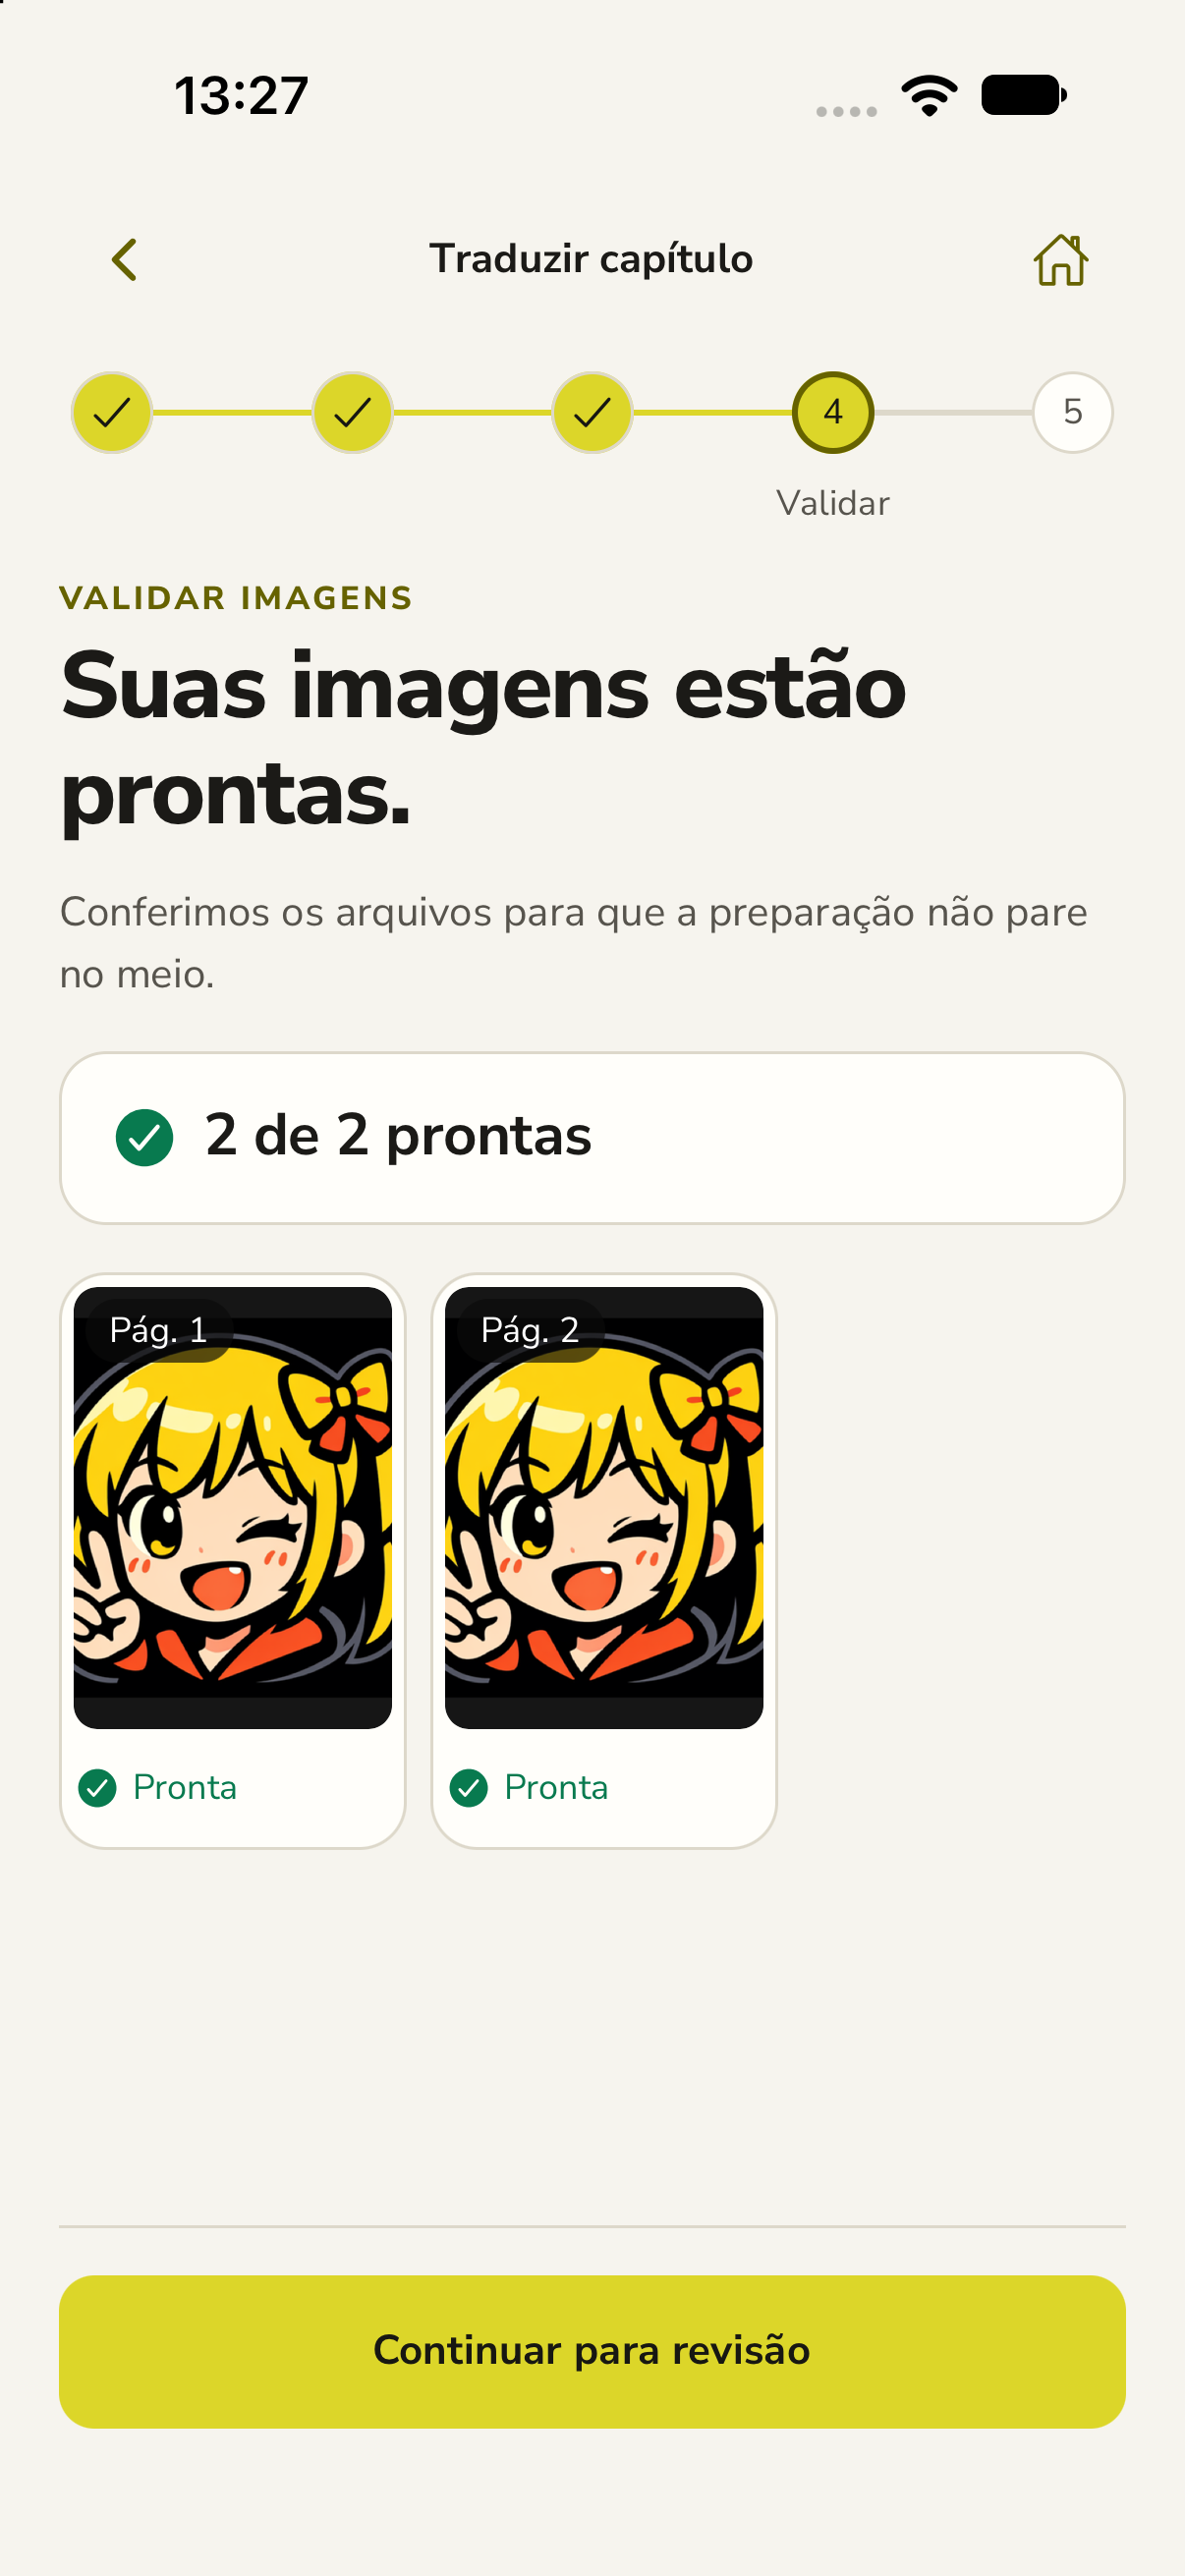 13:27
Traduzir capítulo
4
5
Validar
VALIDAR IMAGENS
Suas imagens estão
prontas.
Conferimos os arquivos para que a preparação não pare
no meio.
2 de 2 prontas
Pág. 1
Pág. 2
Pronta
Pronta
Continuar para revisão